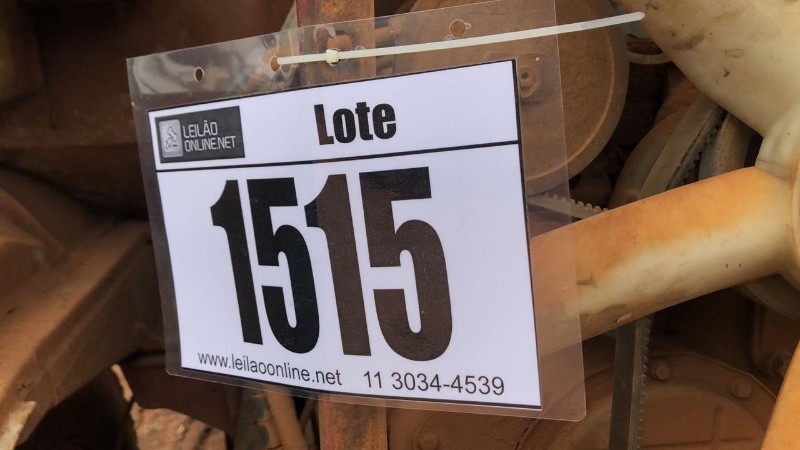 LEILÃO
ONLINE.NET
Lote
1515
www.leilaoonline.net 11 3034-4539